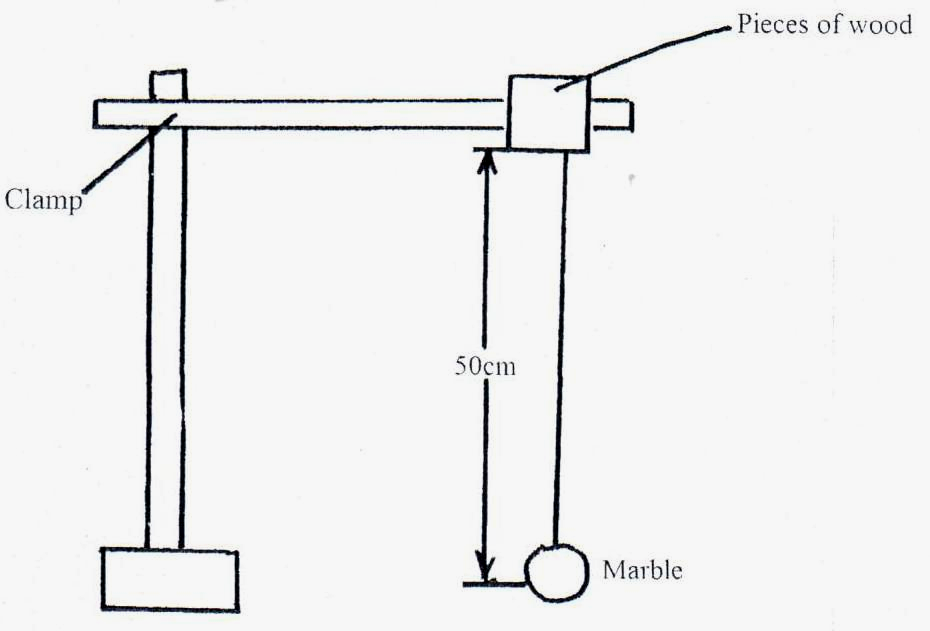 Pieces of wood
Clamp
50cm
Marble